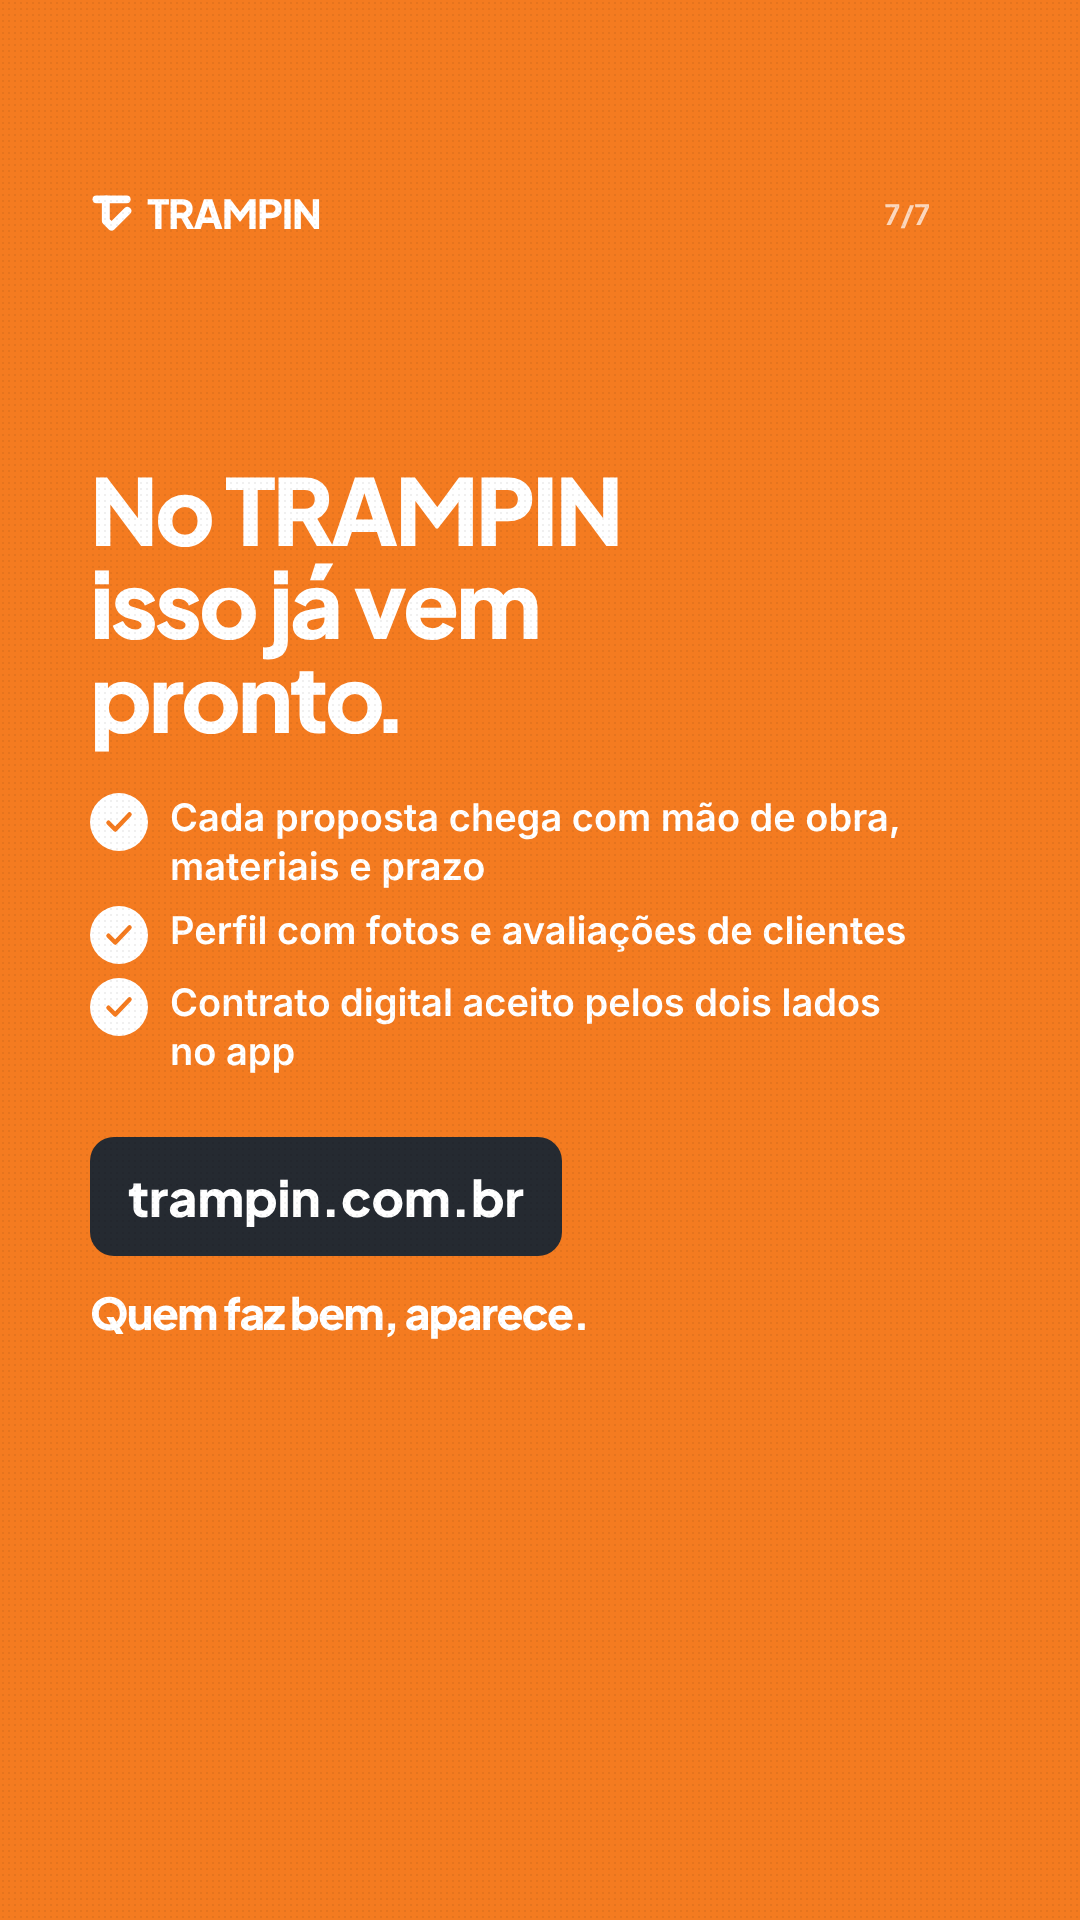 TRAMPIN
7/7
No TRAMPIN
isso já vem
pronto.
Cada proposta chega com mão de obra,
materiais e prazo
Perfil com fotos e avaliações de clientes
Contrato digital aceito pelos dois lados
no app
trampin.com.br
Quem faz bem, aparece.